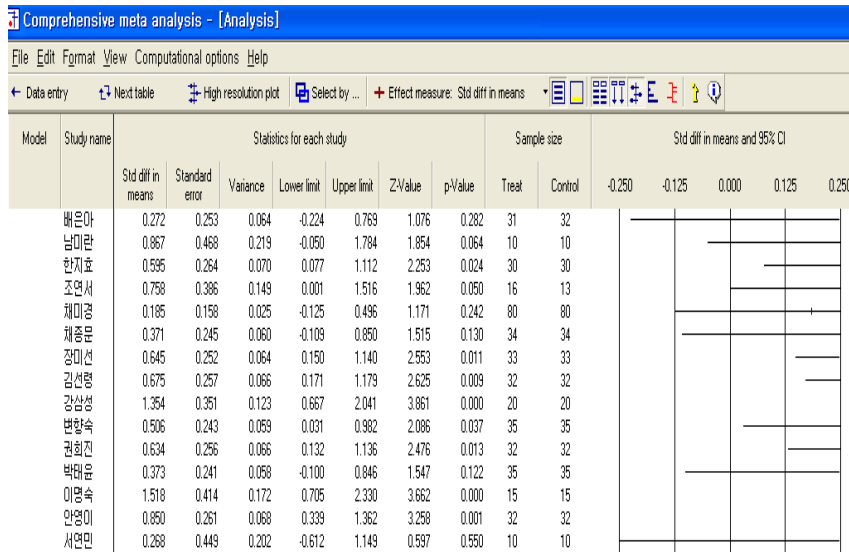 Comprehensive meta analysis - [Analysis]
File Edit Format View Computational options Help
← Data entry Next table High resolution plot Select by ... + Effect measure: Std diff in means
Model Study name Statistics for each study Sample size Std diff in means and 95% CI
Std diff in means Standard error Variance Lower limit Upper limit Z-Value p-Value Treat Control -0.250 -0.125 0.000 0.125 0.250
배은아 0.272 0.253 0.064 -0.224 0.769 1.076 0.282 31 32
남미란 0.867 0.468 0.219 -0.050 1.784 1.854 0.064 10 10
한지효 0.595 0.264 0.070 0.077 1.112 2.253 0.024 30 30
조연서 0.758 0.386 0.149 0.001 1.516 1.962 0.050 16 13
채미경 0.185 0.158 0.025 -0.125 0.496 1.171 0.242 80 80
채종문 0.371 0.245 0.060 -0.109 0.850 1.515 0.130 34 34
장미선 0.645 0.252 0.064 0.150 1.140 2.553 0.011 33 33
김선령 0.675 0.257 0.066 0.171 1.179 2.625 0.009 32 32
강삼성 1.354 0.351 0.123 0.667 2.041 3.861 0.000 20 20
변향숙 0.506 0.243 0.059 0.031 0.982 2.086 0.037 35 35
권희진 0.634 0.256 0.066 0.132 1.136 2.476 0.013 32 32
박태윤 0.373 0.241 0.058 -0.100 0.846 1.547 0.122 35 35
이명숙 1.518 0.414 0.172 0.705 2.330 3.662 0.000 15 15
안영미 0.850 0.261 0.068 0.339 1.362 3.258 0.001 32 32
서연민 0.268 0.449 0.202 -0.612 1.149 0.597 0.550 10 10